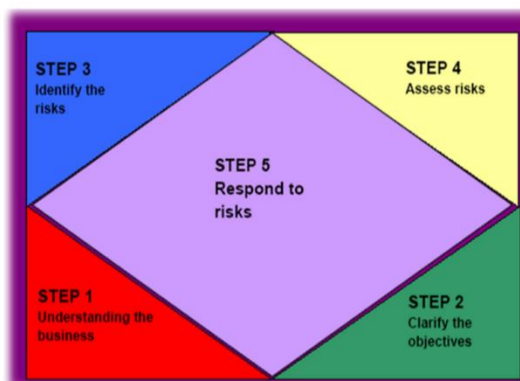 STEP 3
Identify the
risks
STEP 4
Assess risks
STEP 5
Respond to
risks
STEP 1
Understanding the
business
STEP 2
Clarify the
objectives